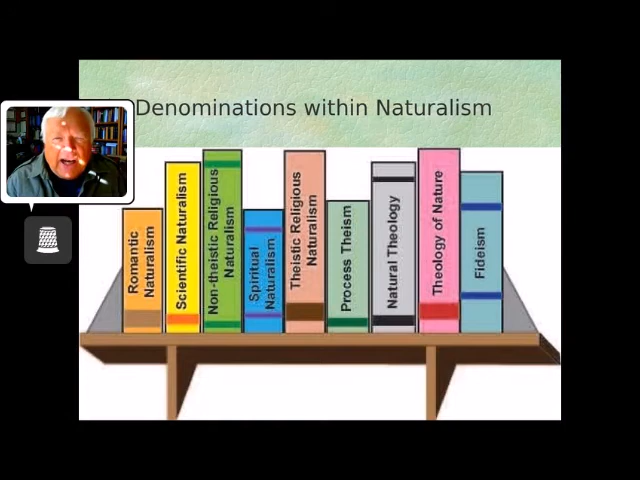 Denominations within Naturalism
Romantic
Naturalism
Scientific Naturalism
Non-theistic Religious
Naturalism
Spiritual
Naturalism
Theistic Religious
Naturalism
Process Theism
Natural Theology
Theology of Nature
Fideism